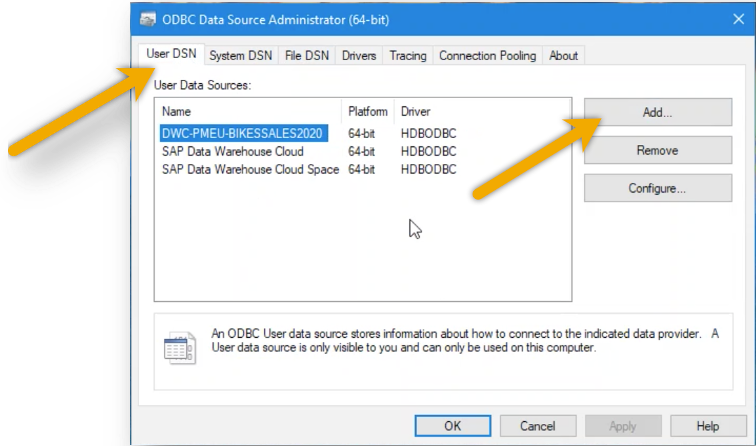 ODBC Data Source Administrator (64-bit)
User DSN System DSN File DSN Drivers Tracing Connection Pooling About
User Data Sources:
Name Platform Driver
DWC-PMEU-BIKESSALES2020 64-bit HDBODBC
SAP Data Warehouse Cloud 64-bit HDBODBC
SAP Data Warehouse Cloud Space 64-bit HDBODBC
Add...
Remove
Configure...
An ODBC User data source stores information about how to connect to the indicated data provider. A
User data source is only visible to you and can only be used on this computer.
OK Cancel Apply Help